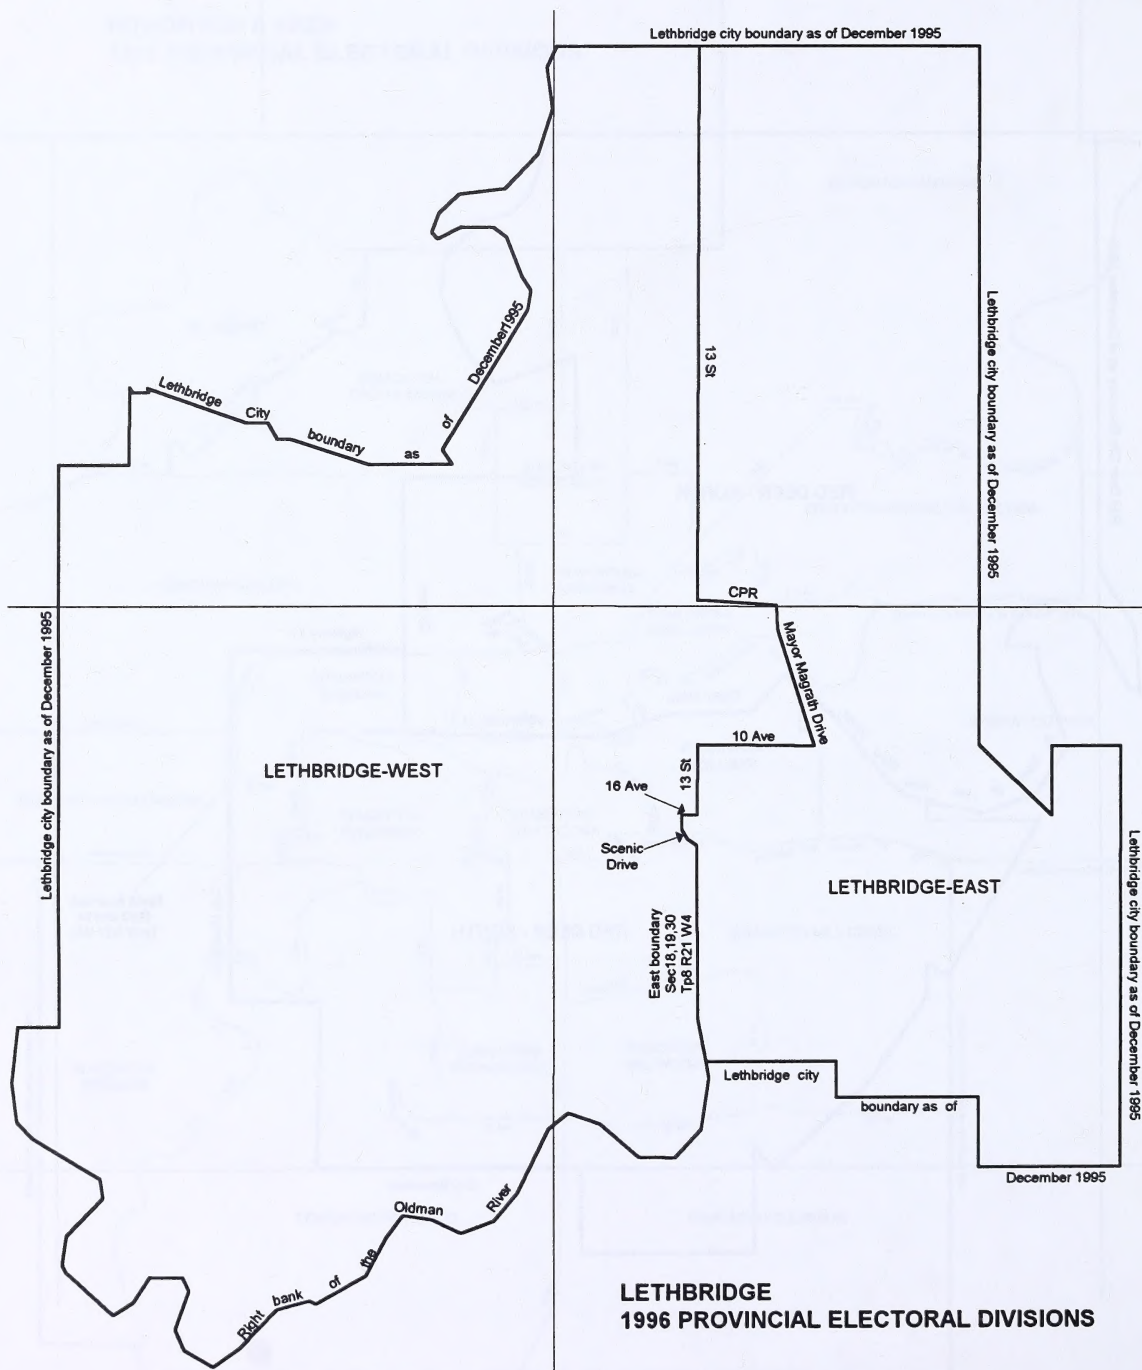 Lethbridge city boundary as of December 1995
Lethbridge City boundary as of December1995
13 St
Lethbridge city boundary as of December 1995
CPR
Mayor Magrath Drive
10 Ave
13 St
16 Ave
Scenic
Drive
Lethbridge city boundary as of December 1995
LETHBRIDGE-WEST
LETHBRIDGE-EAST
East boundary
Sec18,19,30
Tp8 R21 W4
Lethbridge city boundary as of December 1995
Lethbridge city boundary as of December 1995
Right bank of the Oldman River
LETHBRIDGE
1996 PROVINCIAL ELECTORAL DIVISIONS